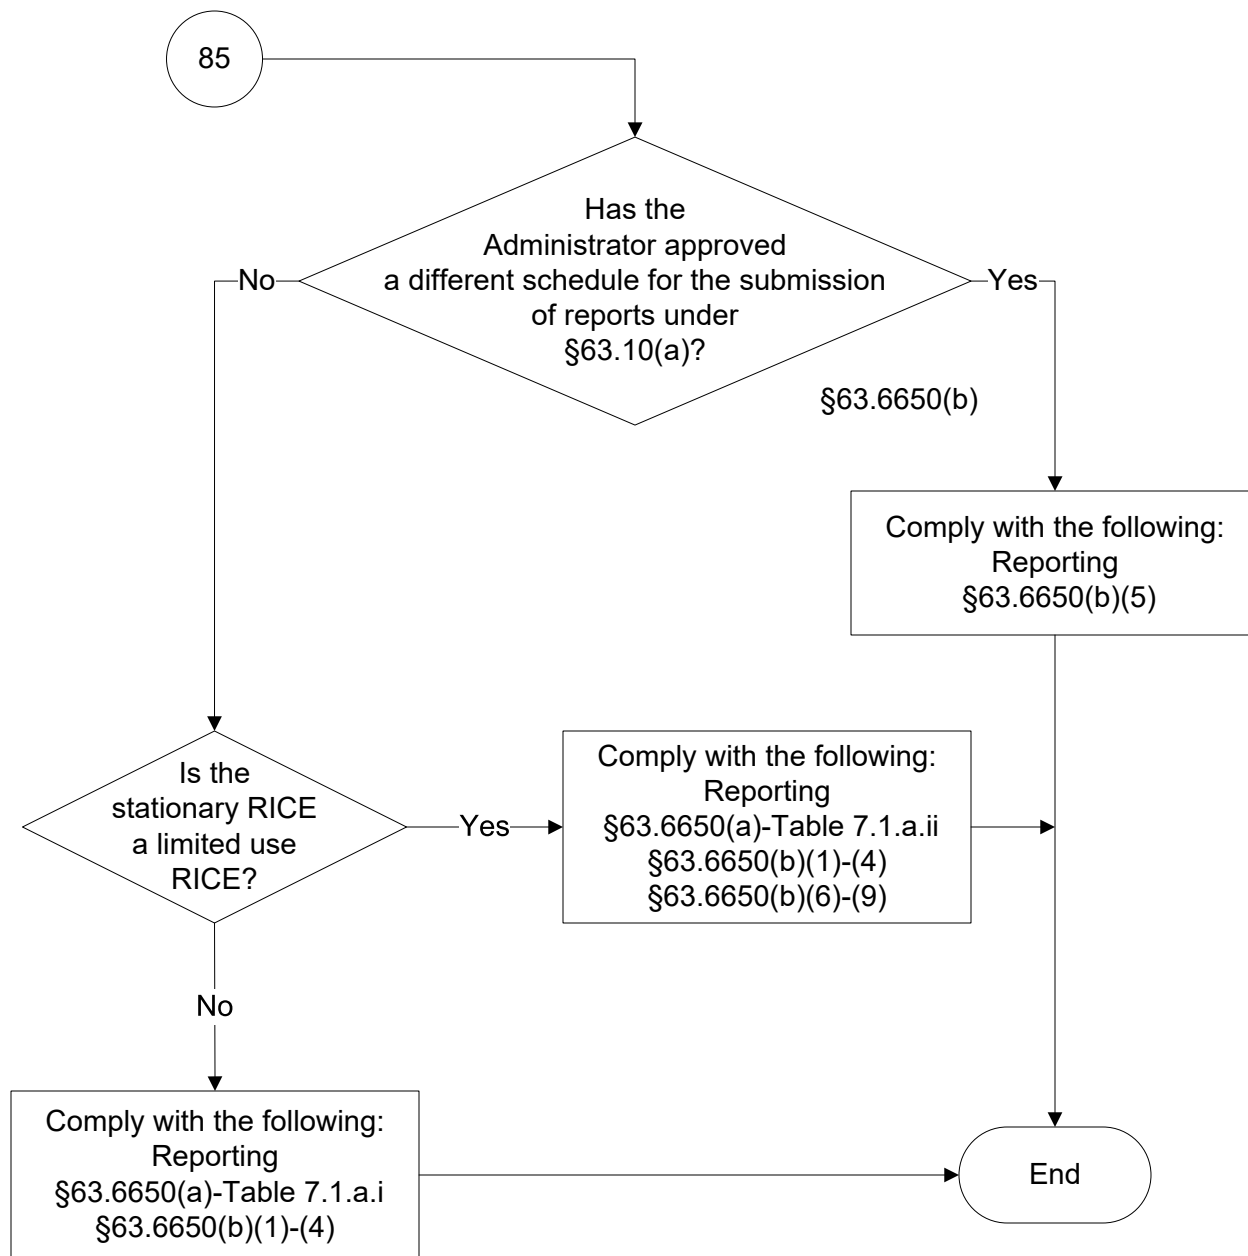 85
Has the
Administrator approved
a different schedule for the submission
of reports under
§63.10(a)?
No
Yes
§63.6650(b)
Comply with the following:
Reporting
§63.6650(b)(5)
Is the
stationary RICE
a limited use
RICE?
Yes
Comply with the following:
Reporting
§63.6650(a)-Table 7.1.a.ii
§63.6650(b)(1)-(4)
§63.6650(b)(6)-(9)
No
Comply with the following:
Reporting
§63.6650(a)-Table 7.1.a.i
§63.6650(b)(1)-(4)
End